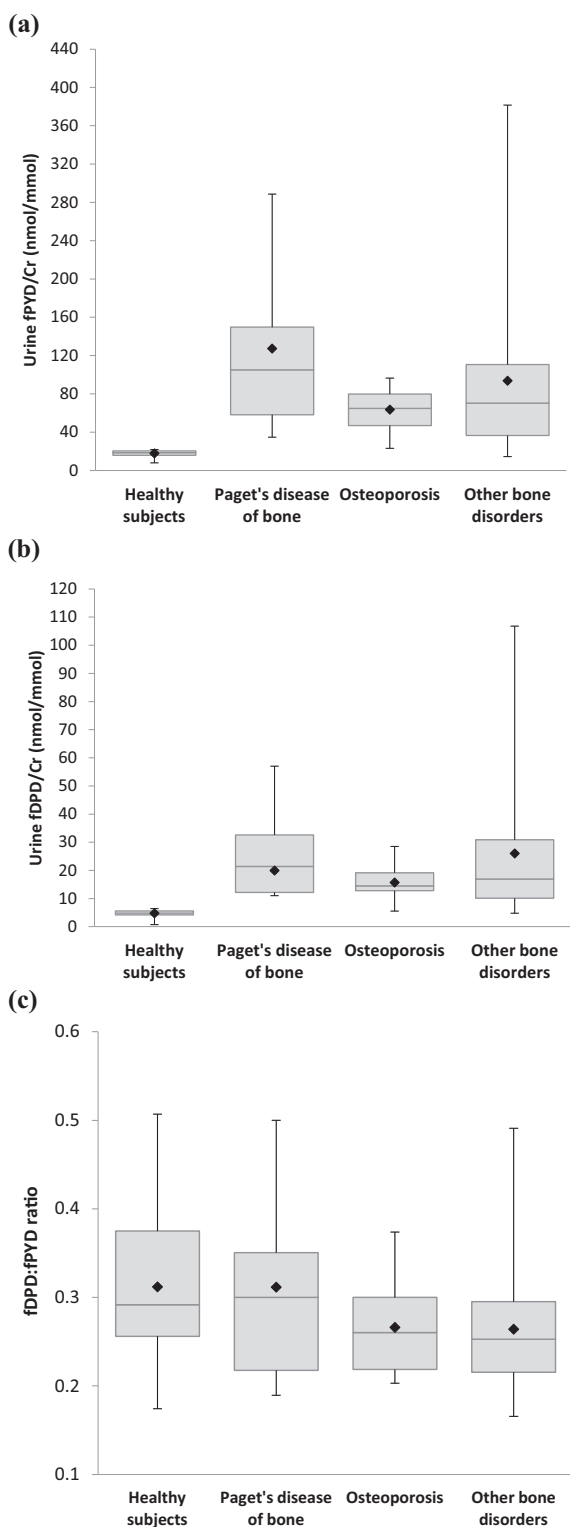 (a)
Urine fPYD/Cr (nmol/mmol)
440
400
360
320
280
240
200
160
120
80
40
0
Healthy subjects
Paget's disease of bone
Osteoporosis
Other bone disorders
(b)
Urine fDPD/Cr (nmol/mmol)
120
110
100
90
80
70
60
50
40
30
20
10
0
Healthy subjects
Paget's disease of bone
Osteoporosis
Other bone disorders
(c)
fDPD:fPYD ratio
0.6
0.5
0.4
0.3
0.2
0.1
Healthy subjects
Paget's disease of bone
Osteoporosis
Other bone disorders